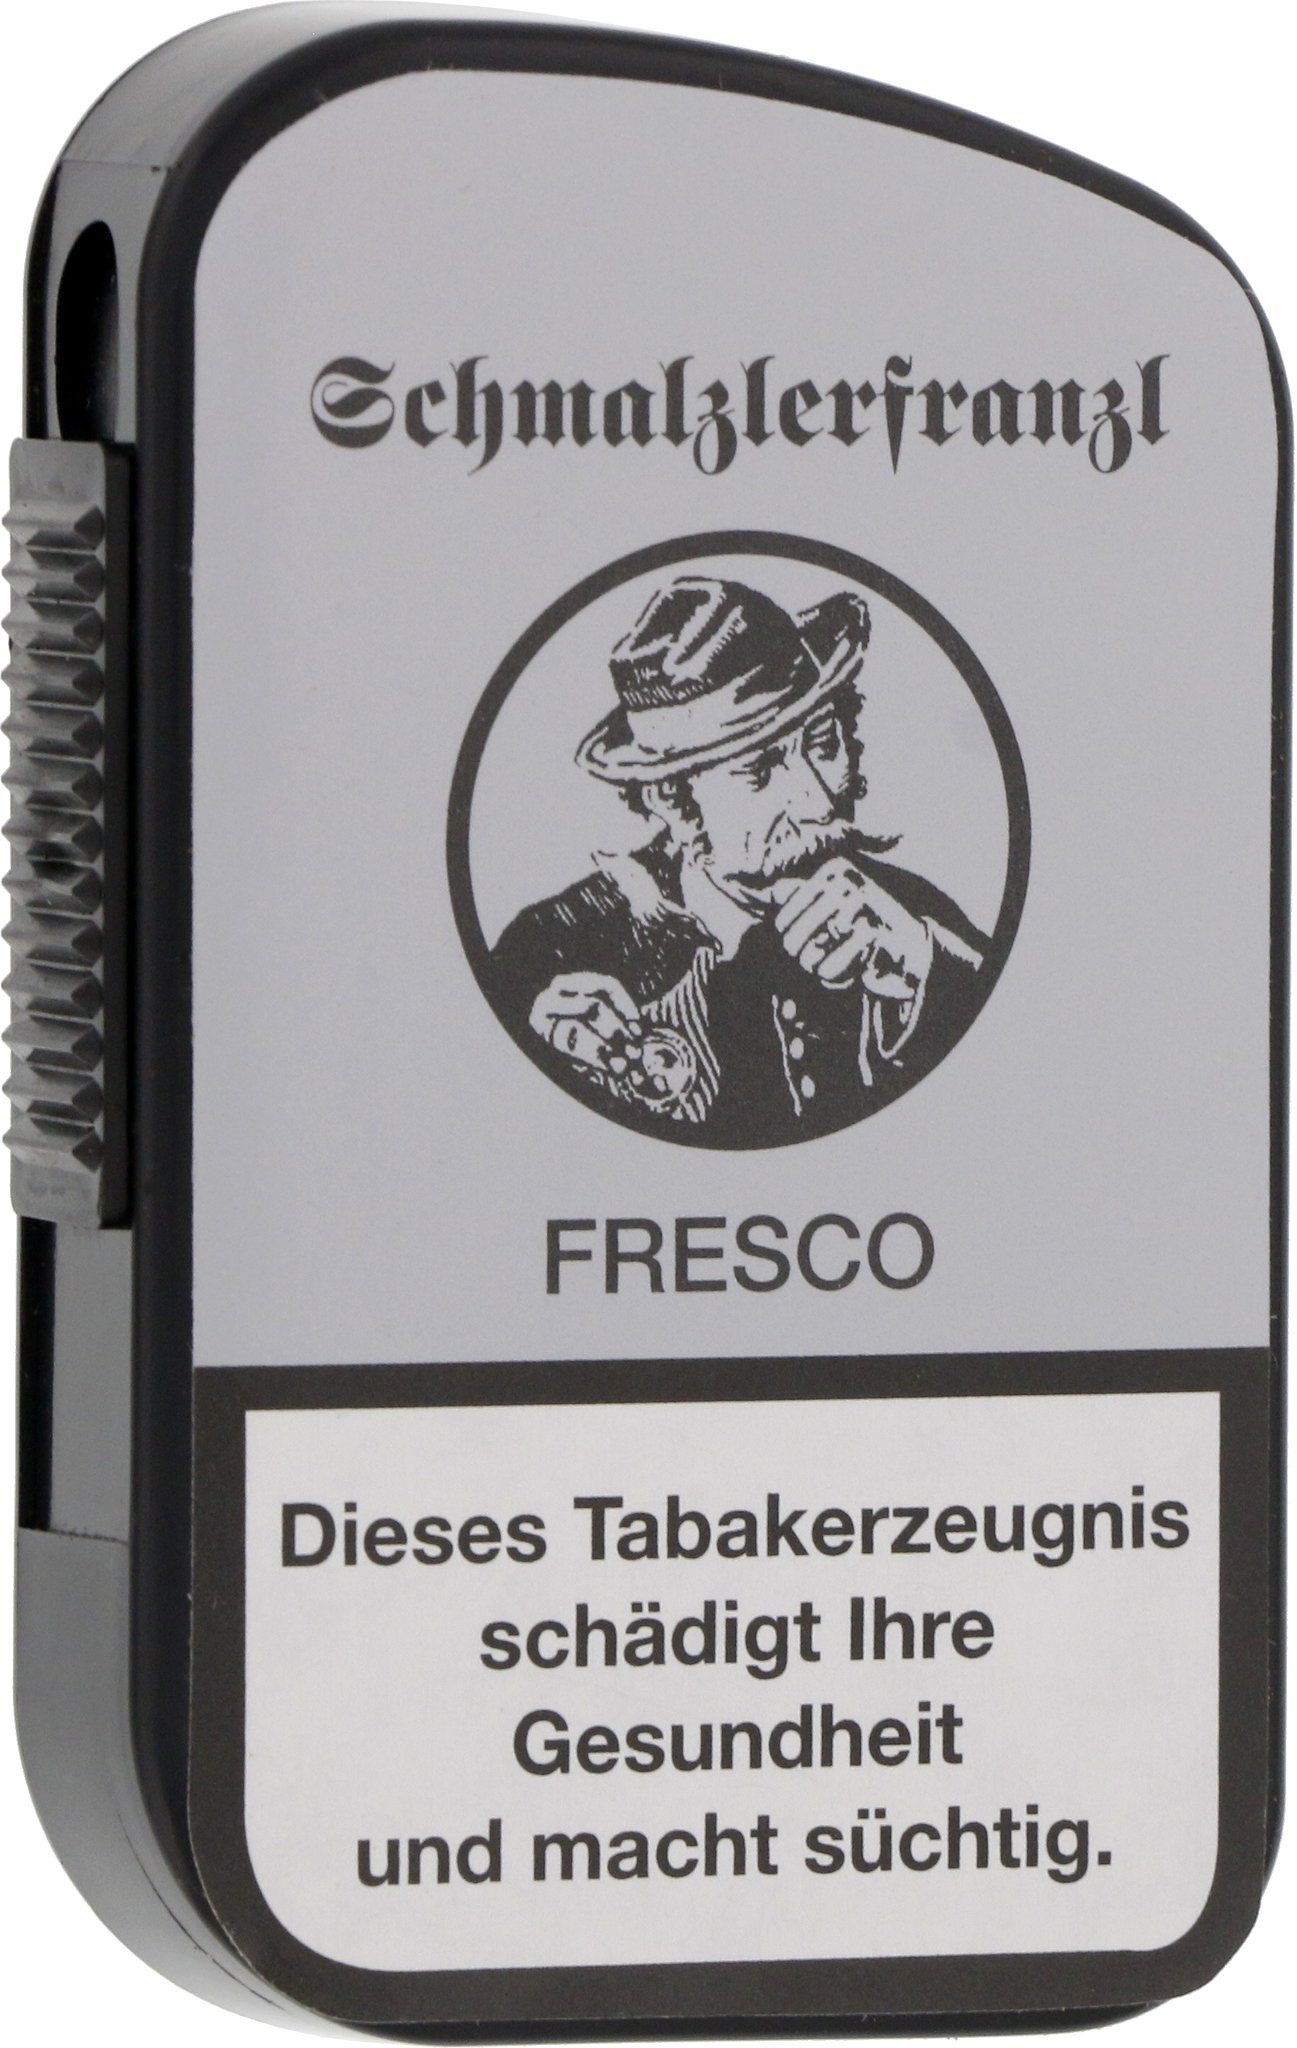 Schmalzlerfranzl
FRESCO
Dieses Tabakerzeugnis
schädigt Ihre
Gesundheit
und macht süchtig.